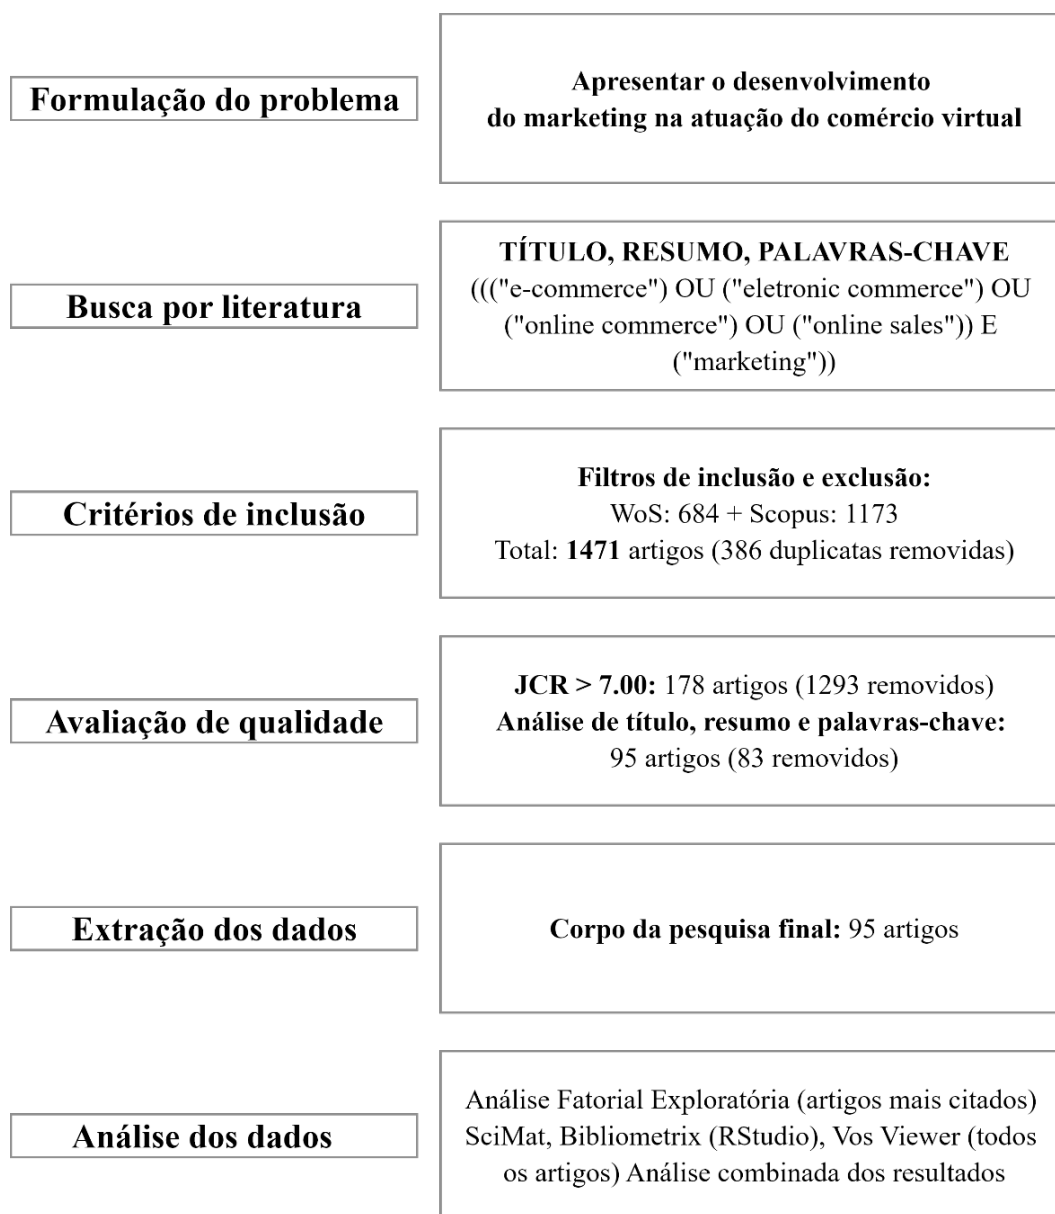 Formulação do problema
Apresentar o desenvolvimento
do marketing na atuação do comércio virtual
Busca por literatura
TÍTULO, RESUMO, PALAVRAS-CHAVE
((("e-commerce") OU ("eletronic commerce") OU
("online commerce") OU ("online sales")) E
("marketing"))
Critérios de inclusão
Filtros de inclusão e exclusão:
WoS: 684 + Scopus: 1173
Total: 1471 artigos (386 duplicatas removidas)
Avaliação de qualidade
JCR > 7.00: 178 artigos (1293 removidos)
Análise de título, resumo e palavras-chave:
95 artigos (83 removidos)
Extração dos dados
Corpo da pesquisa final: 95 artigos
Análise dos dados
Análise Fatorial Exploratória (artigos mais citados)
SciMat, Bibliometrix (RStudio), Vos Viewer (todos
os artigos) Análise combinada dos resultados